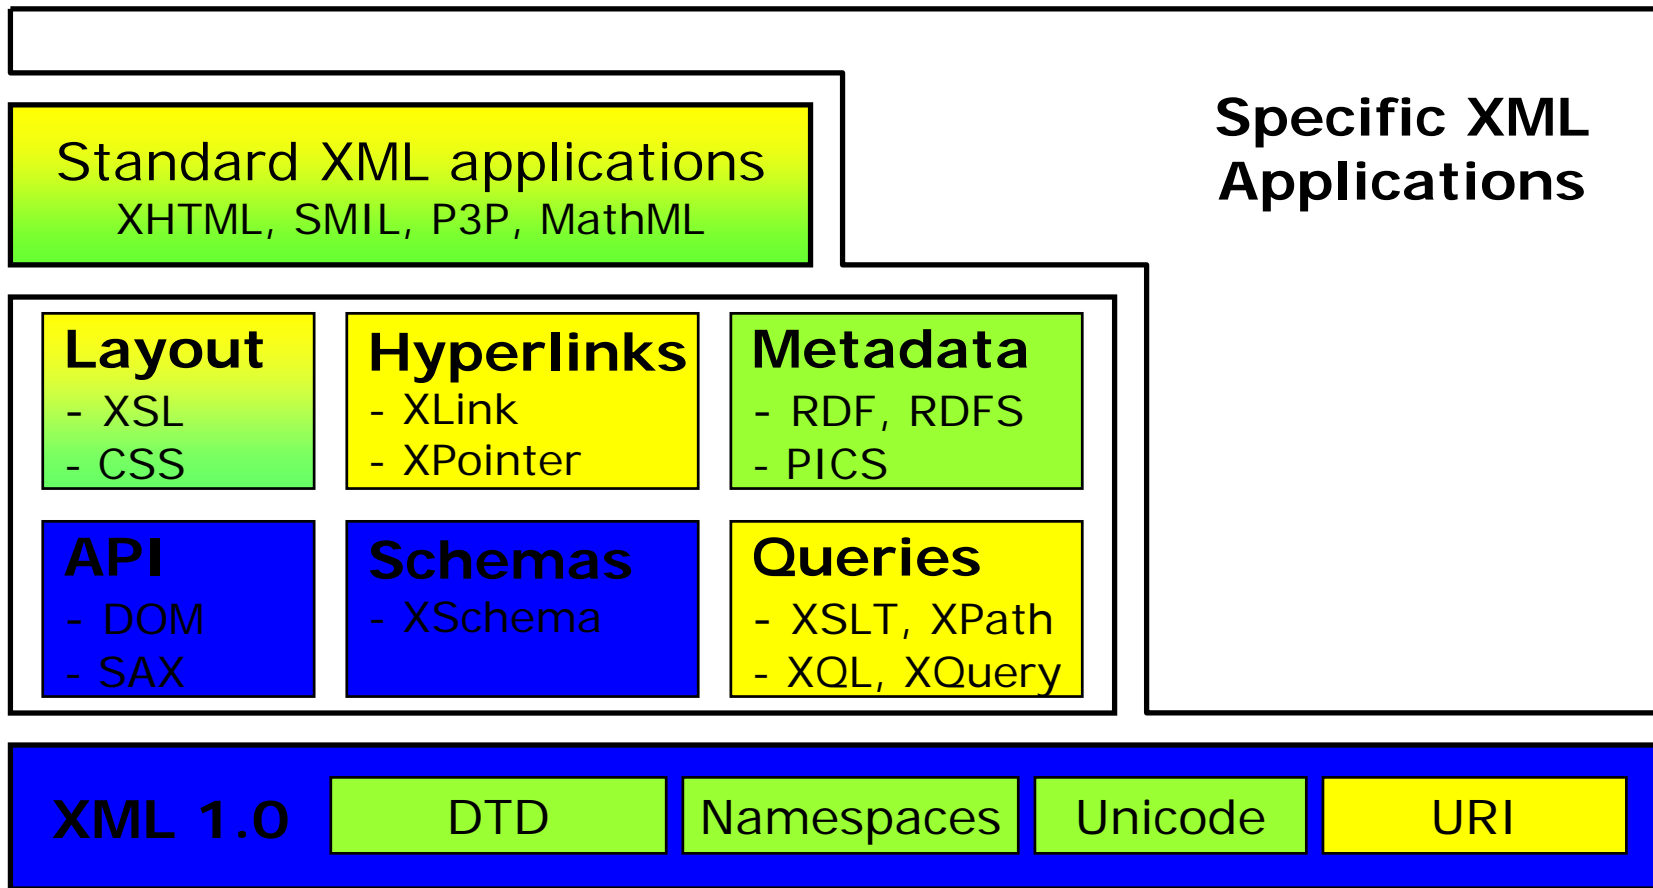 Specific XML
Applications
Standard XML applications
XHTML, SMIL, P3P, MathML
Layout
- XSL
- CSS
Hyperlinks
- XLink
- XPointer
Metadata
- RDF, RDFS
- PICS
API
- DOM
- SAX
Schemas
- XSchema
Queries
- XSLT, XPath
- XQL, XQuery
XML 1.0
DTD
Namespaces
Unicode
URI